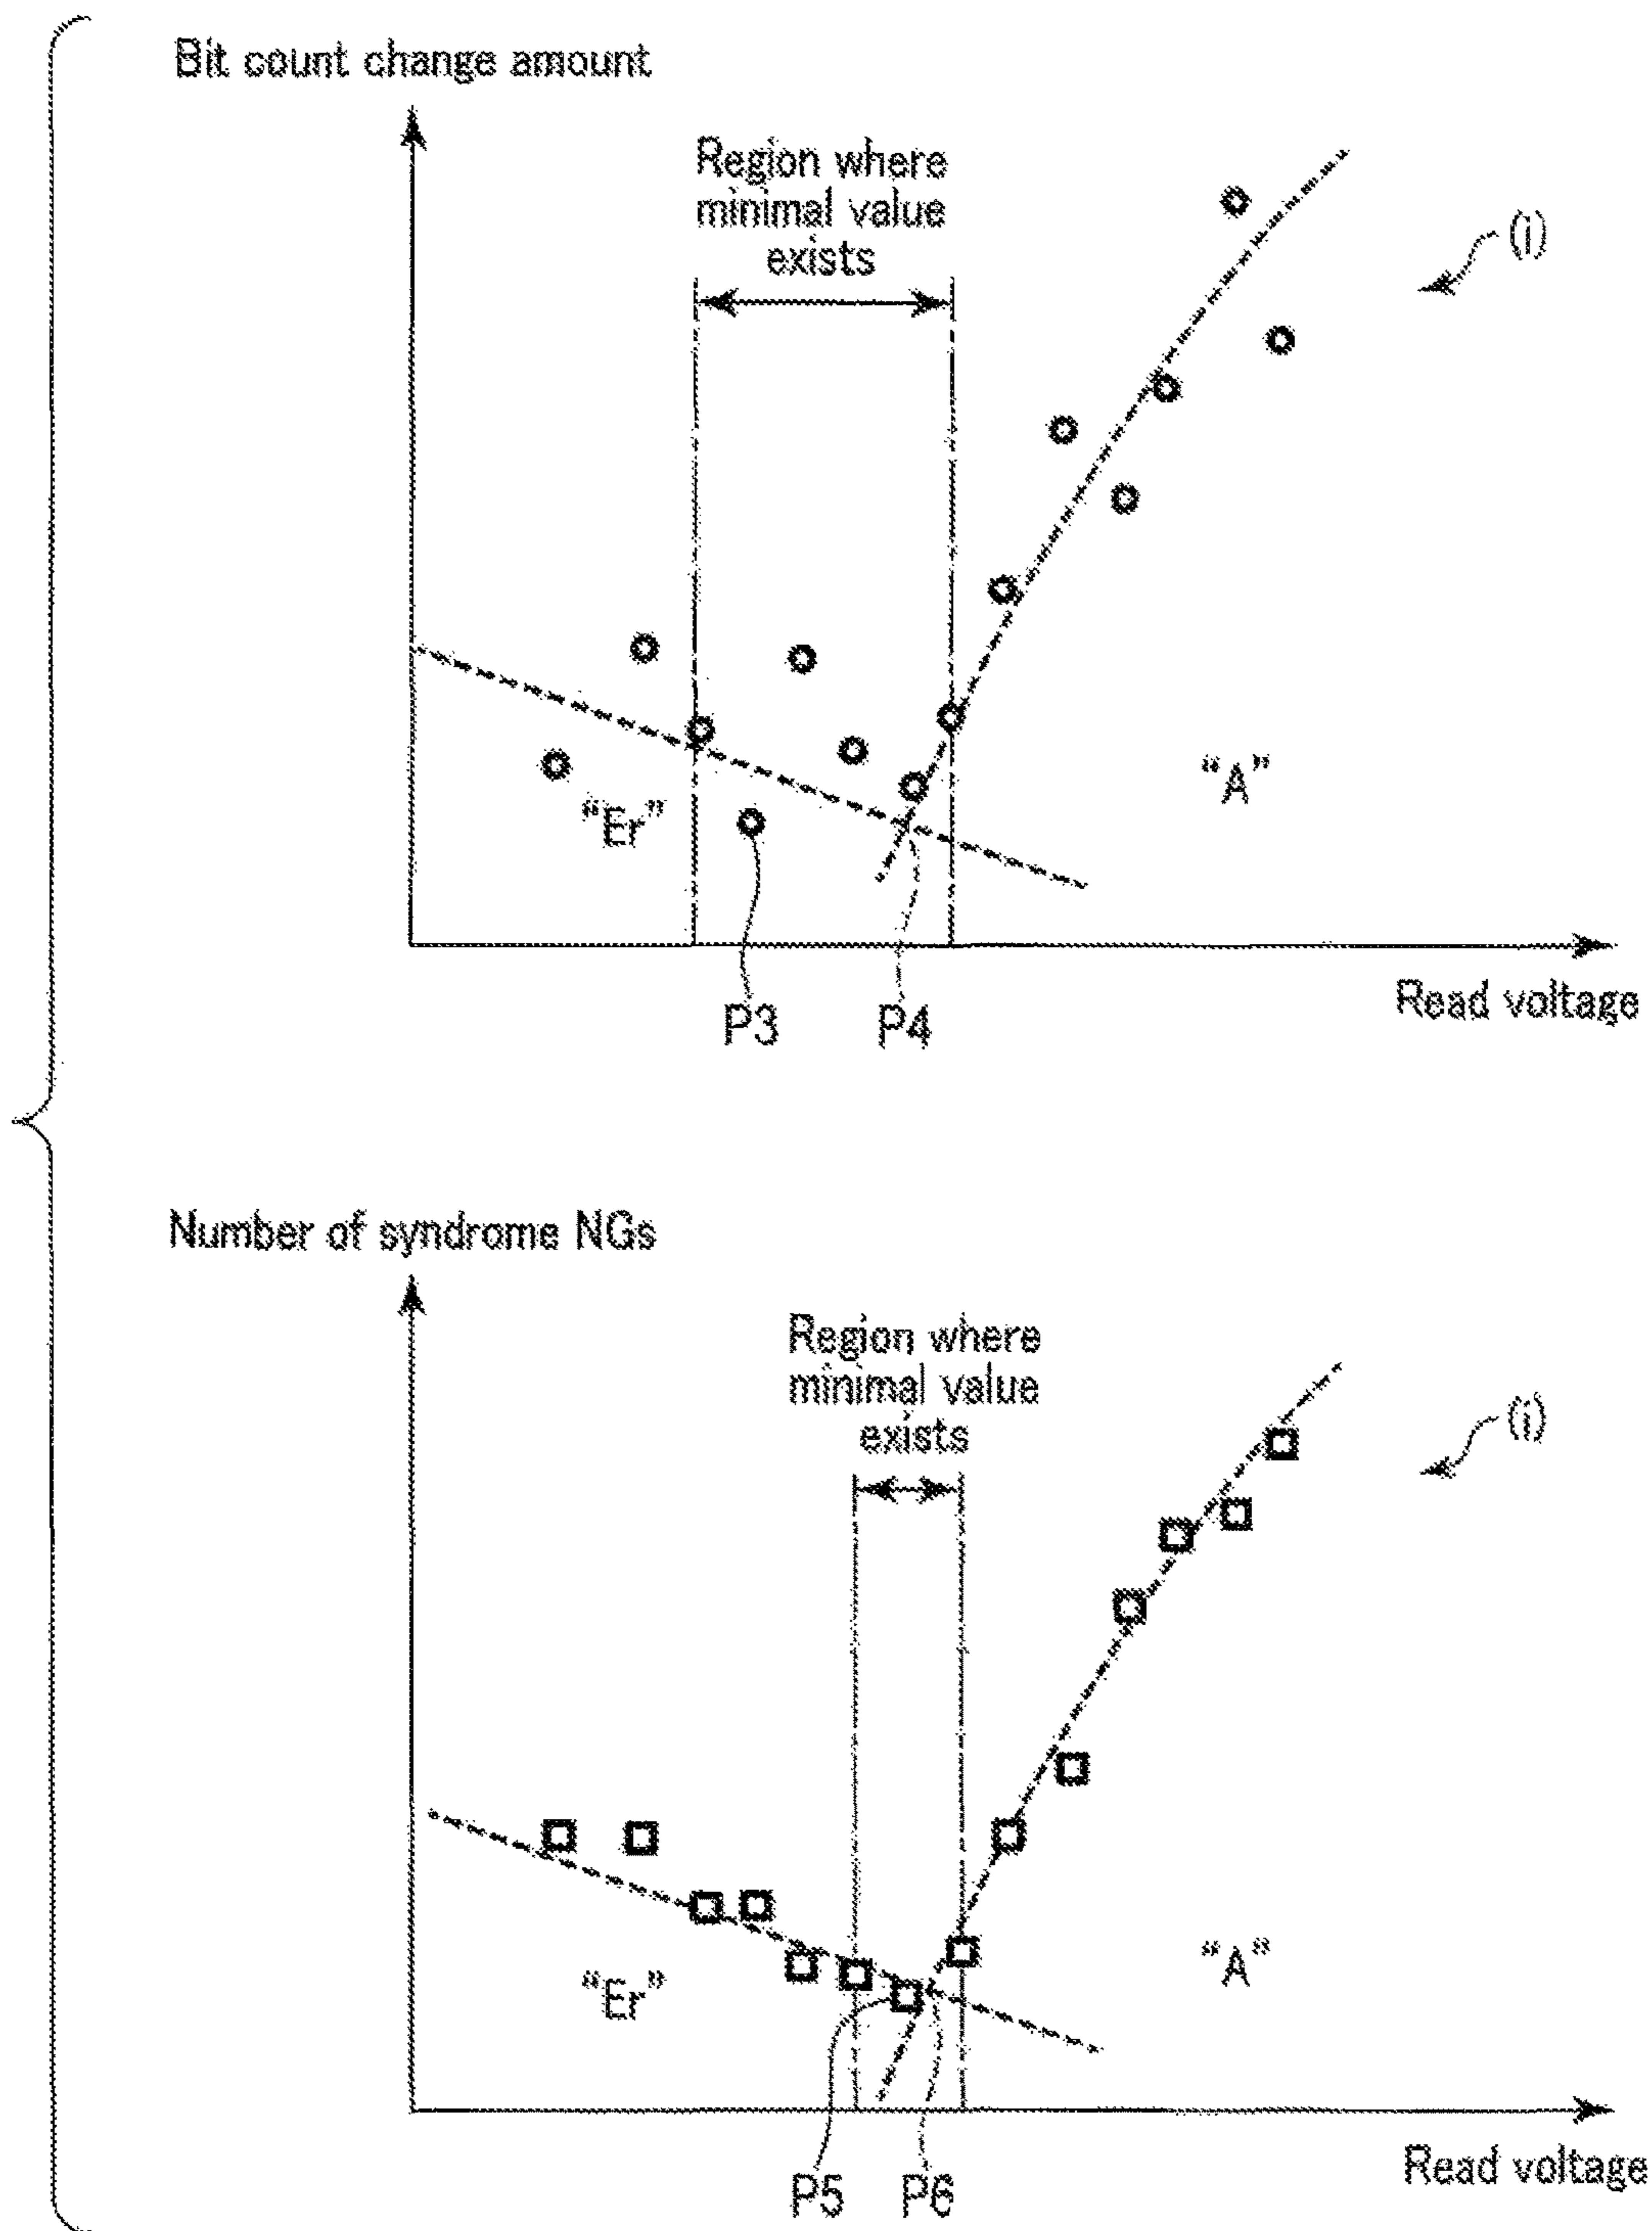 Bit count change amount
Region where
minimal value
exists
(i)
"Er"
"A"
P3
P4
Read voltage
Number of syndrome NGs
Region where
minimal value
exists
(i)
"Er"
"A"
P5
P6
Read voltage